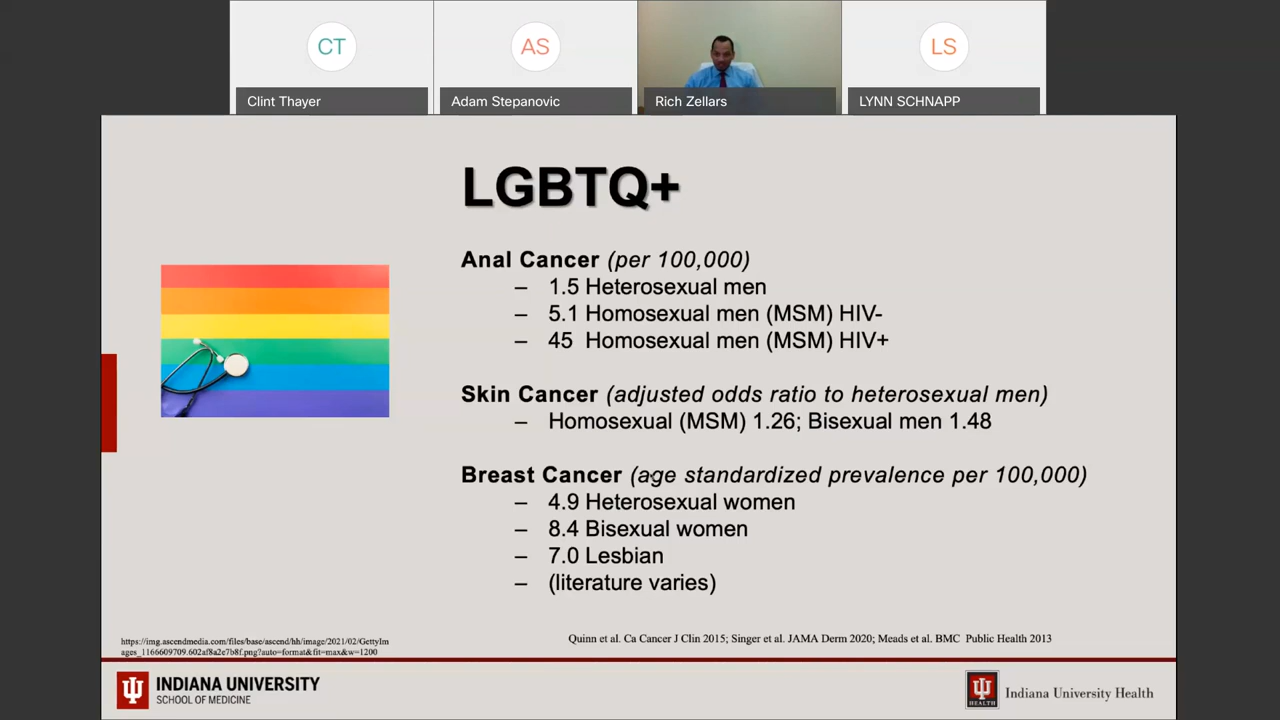 CT
AS
LS
Clint Thayer
Adam Stepanovic
Rich Zellars
LYNN SCHNAPP
LGBTQ+
Anal Cancer (per 100,000)
– 1.5 Heterosexual men
– 5.1 Homosexual men (MSM) HIV-
– 45 Homosexual men (MSM) HIV+
Skin Cancer (adjusted odds ratio to heterosexual men)
– Homosexual (MSM) 1.26; Bisexual men 1.48
Breast Cancer (age standardized prevalence per 100,000)
– 4.9 Heterosexual women
– 8.4 Bisexual women
– 7.0 Lesbian
– (literature varies)
https://img.ascendmedia.com/files/base/ascend/hh/image/2021/02/GettyIm
ages_1166609709.602af8a2e7b8f.png?auto=format&fit=max&w=1200
Quinn et al. Ca Cancer J Clin 2015; Singer et al. JAMA Derm 2020; Meads et al. BMC Public Health 2013
INDIANA UNIVERSITY
SCHOOL OF MEDICINE
HEALTH
Indiana University Health